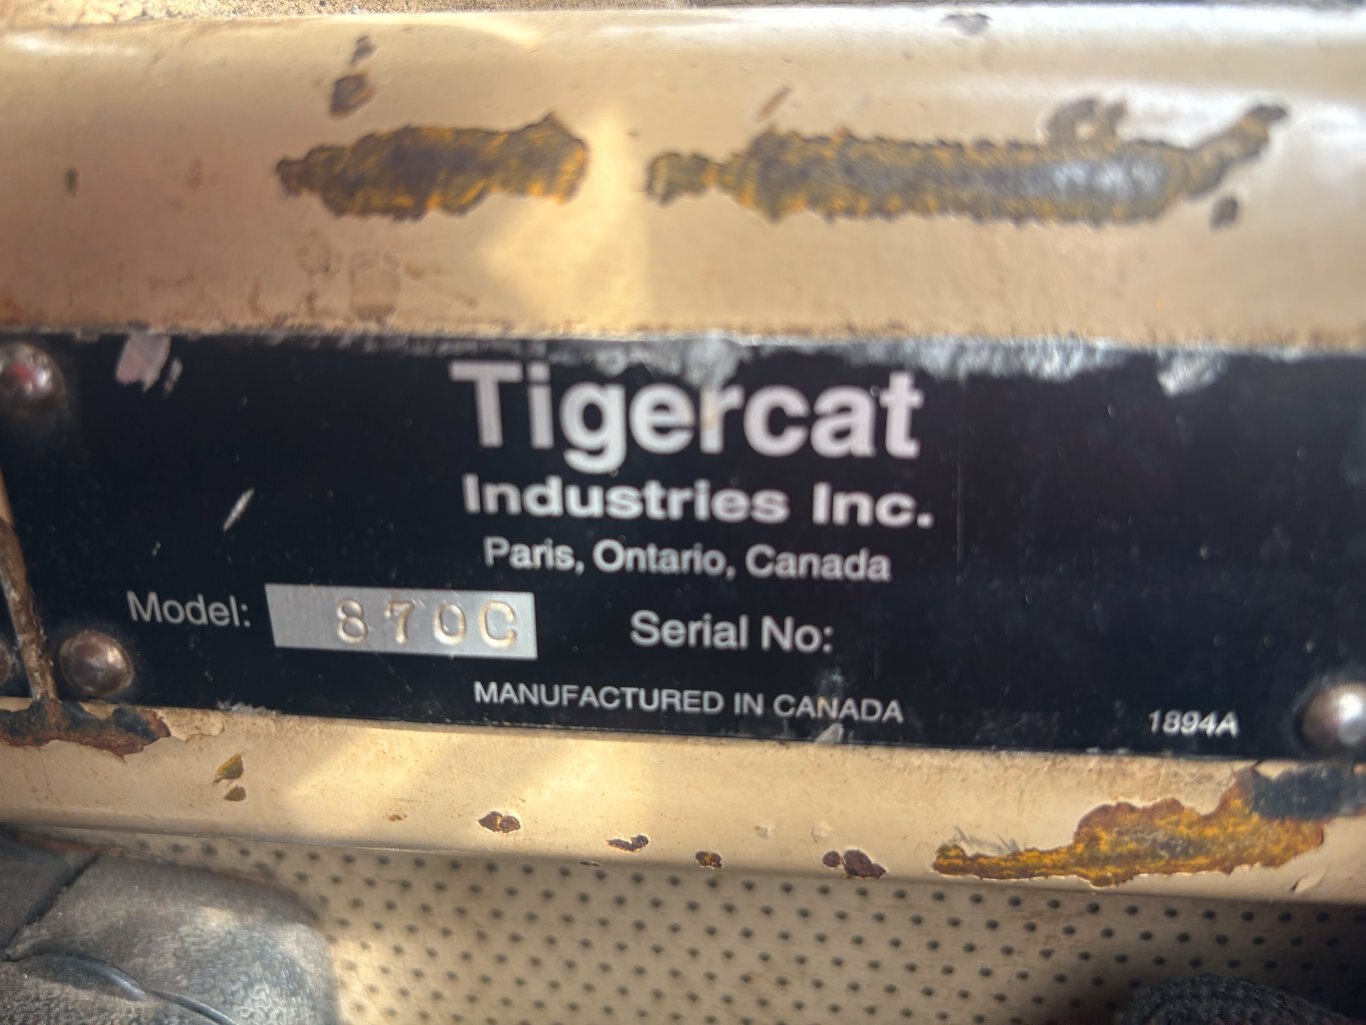 Tigercat
Industries Inc.
Paris, Ontario, Canada
Model: 870C Serial No:
MANUFACTURED IN CANADA
1894A